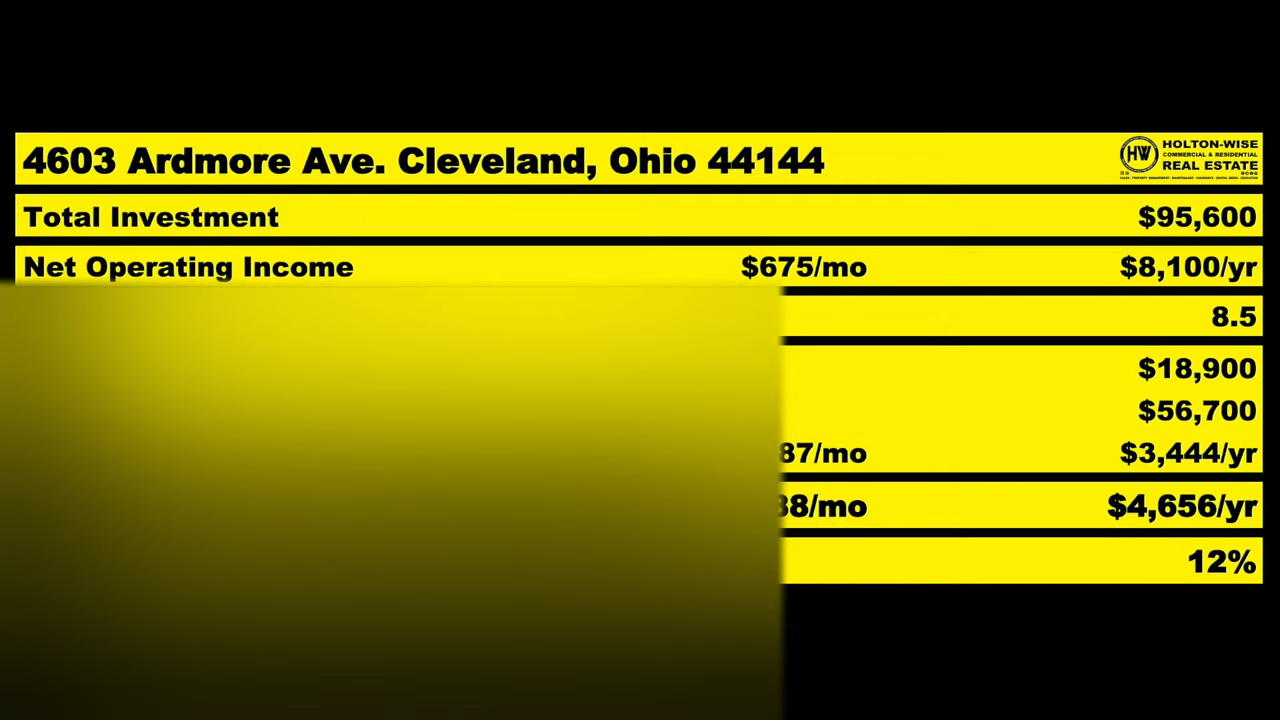 4603 Ardmore Ave. Cleveland, Ohio 44144
HOLTON-WISE
COMMERCIAL & RESIDENTIAL
REAL ESTATE
HW
Total Investment $95,600
Net Operating Income $675/mo $8,100/yr
8.5
$18,900
$56,700
87/mo $3,444/yr
88/mo $4,656/yr
12%